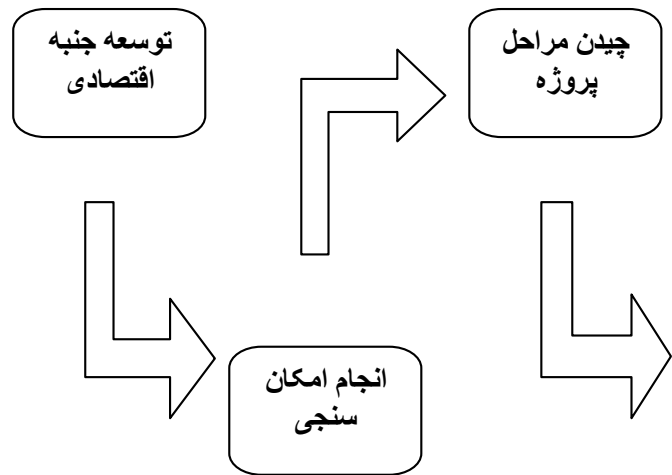 توسعه جنبه
اقتصادی
انجام امکان
سنجی
چیدن مراحل
پروژه